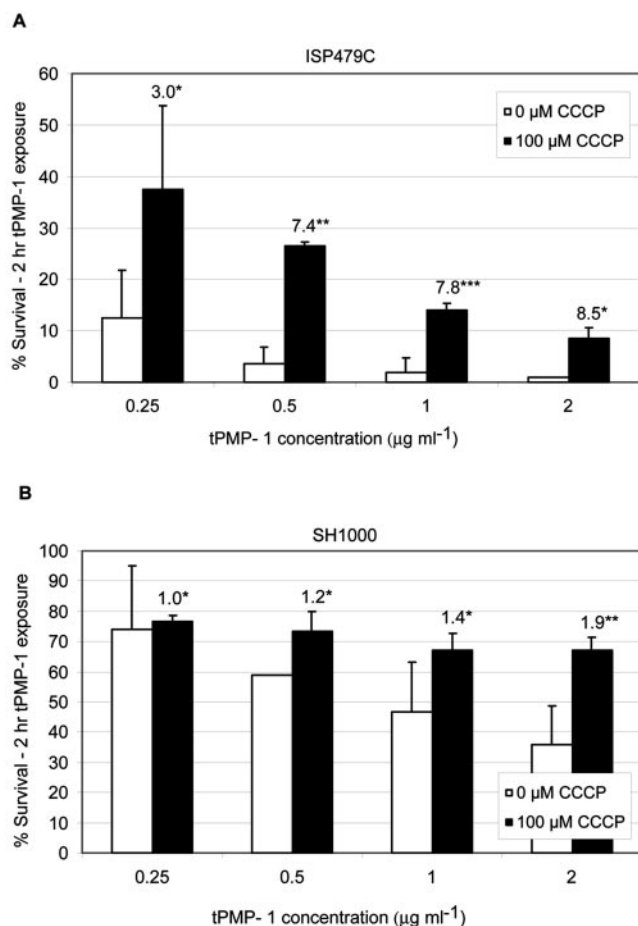 A
ISP479C
60
50
40
30
20
10
0
% Survival - 2 hr tPMP-1 exposure
3.0*
7.4**
7.8***
8.5*
0 µM CCCP
100 µM CCCP
0.25 0.5 1 2
tPMP- 1 concentration (µg ml⁻¹)
B
SH1000
100
90
80
70
60
50
40
30
20
10
0
% Survival - 2 hr tPMP-1 exposure
1.0*
1.2*
1.4*
1.9**
0 µM CCCP
100 µM CCCP
0.25 0.5 1 2
tPMP- 1 concentration (µg ml⁻¹)